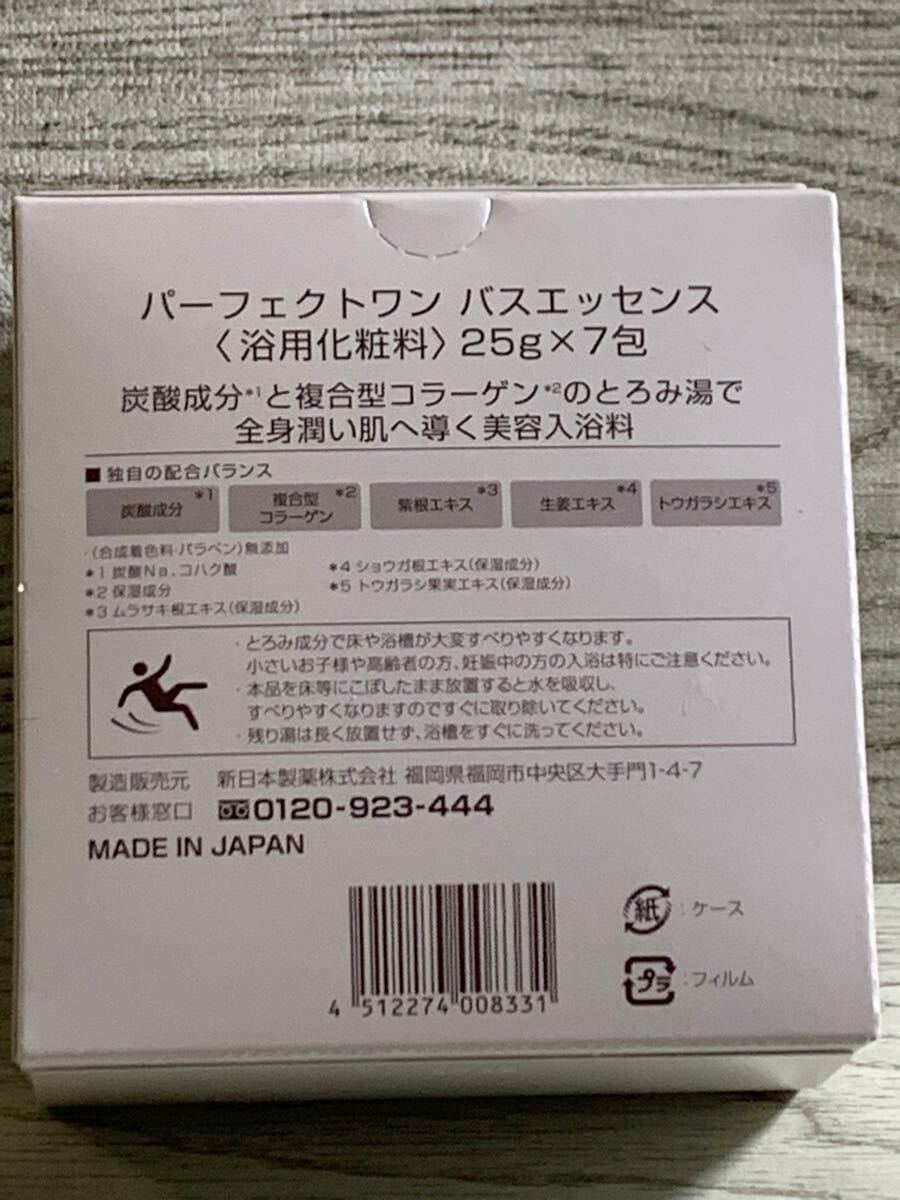 パーフェクトワン バスエッセンス
〈浴用化粧料〉25g×7包
炭酸成分*1と複合型コラーゲン*2のとろみ湯で
全身潤い肌へ導く美容入浴料
■ 独自の配合バランス
炭酸成分*1 複合型コラーゲン*2 紫根エキス*3 生姜エキス*4 トウガラシエキス*5
・(合成着色料・パラベン)無添加
*1 炭酸Na、コハク酸
*2 保湿成分
*3 ムラサキ根エキス(保湿成分)
*4 ショウガ根エキス(保湿成分)
*5 トウガラシ果実エキス(保湿成分)
・とろみ成分で床や浴槽が大変すべりやすくなります。
小さいお子様や高齢者の方、妊娠中の方の入浴は特にご注意ください。
・本品を床等にこぼしたまま放置すると水を吸収し、
すべりやすくなりますのですぐに取り除いてください。
・残り湯は長く放置せず、浴槽をすぐに洗ってください。
製造販売元 新日本製薬株式会社 福岡県福岡市中央区大手門1-4-7
お客様窓口 0120-923-444
MADE IN JAPAN
紙:ケース
プラ:フィルム
4 512274 008331